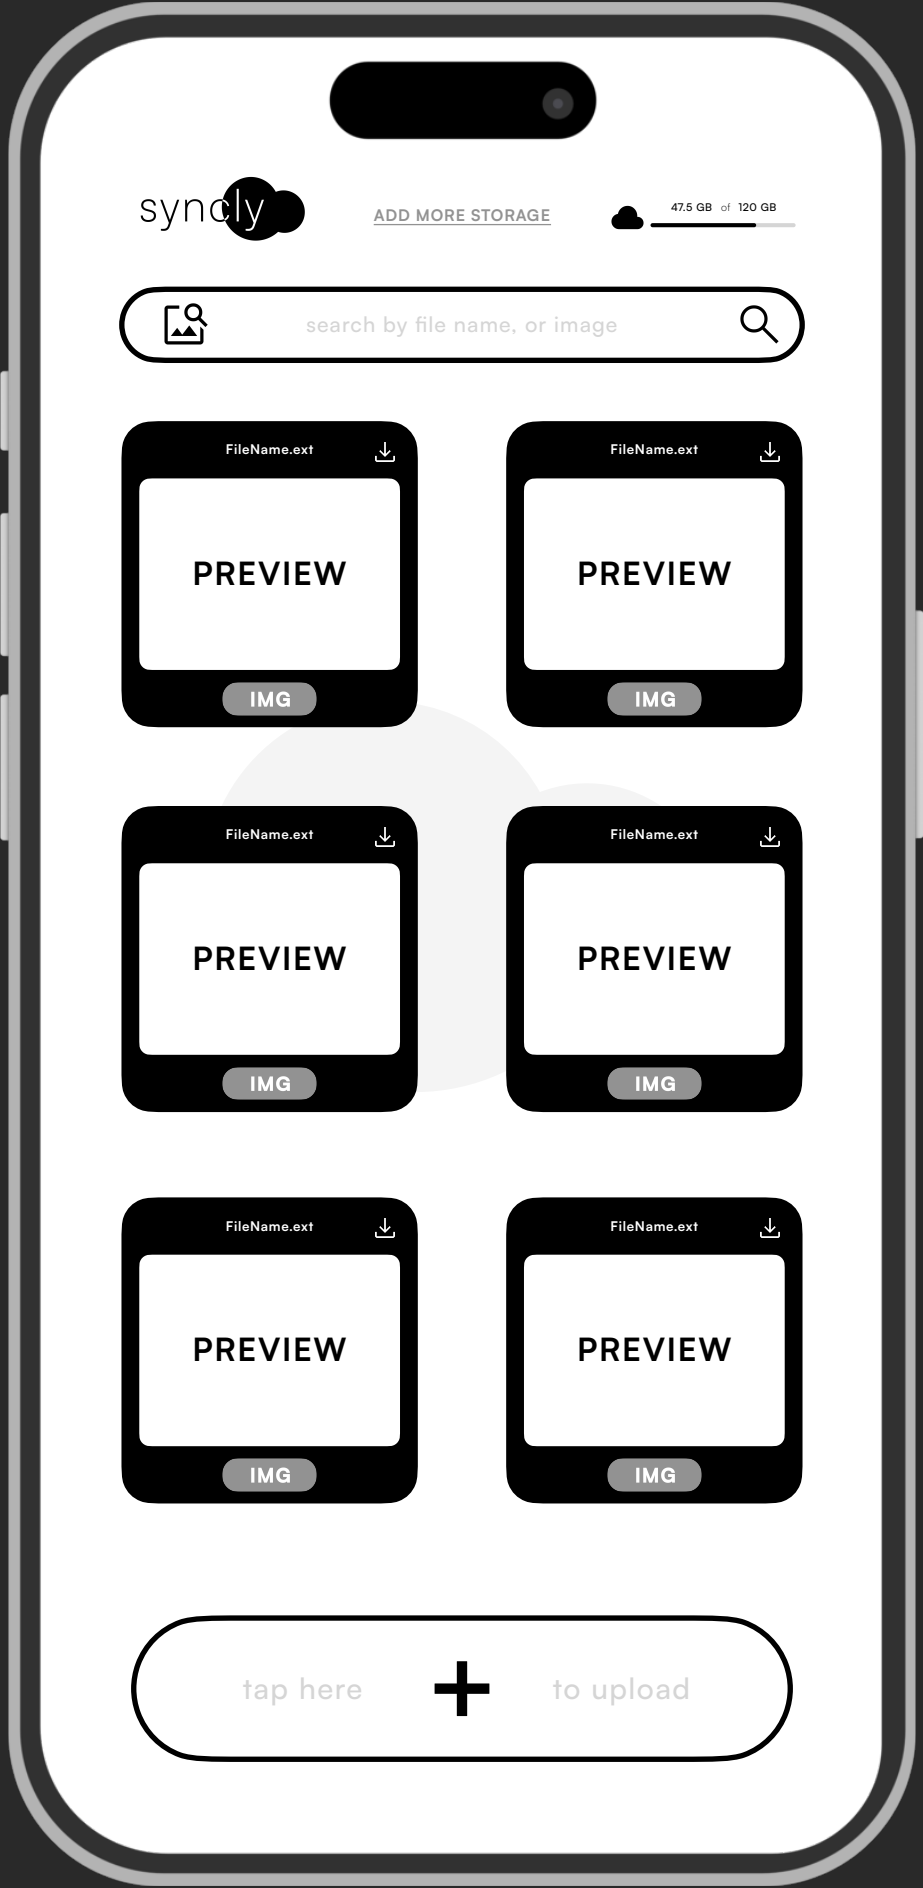 syncly
ADD MORE STORAGE
47.5 GB of 120 GB
search by file name, or image
FileName.ext
FileName.ext
PREVIEW
PREVIEW
IMG
IMG
FileName.ext
FileName.ext
PREVIEW
PREVIEW
IMG
IMG
FileName.ext
FileName.ext
PREVIEW
PREVIEW
IMG
IMG
tap here
to upload